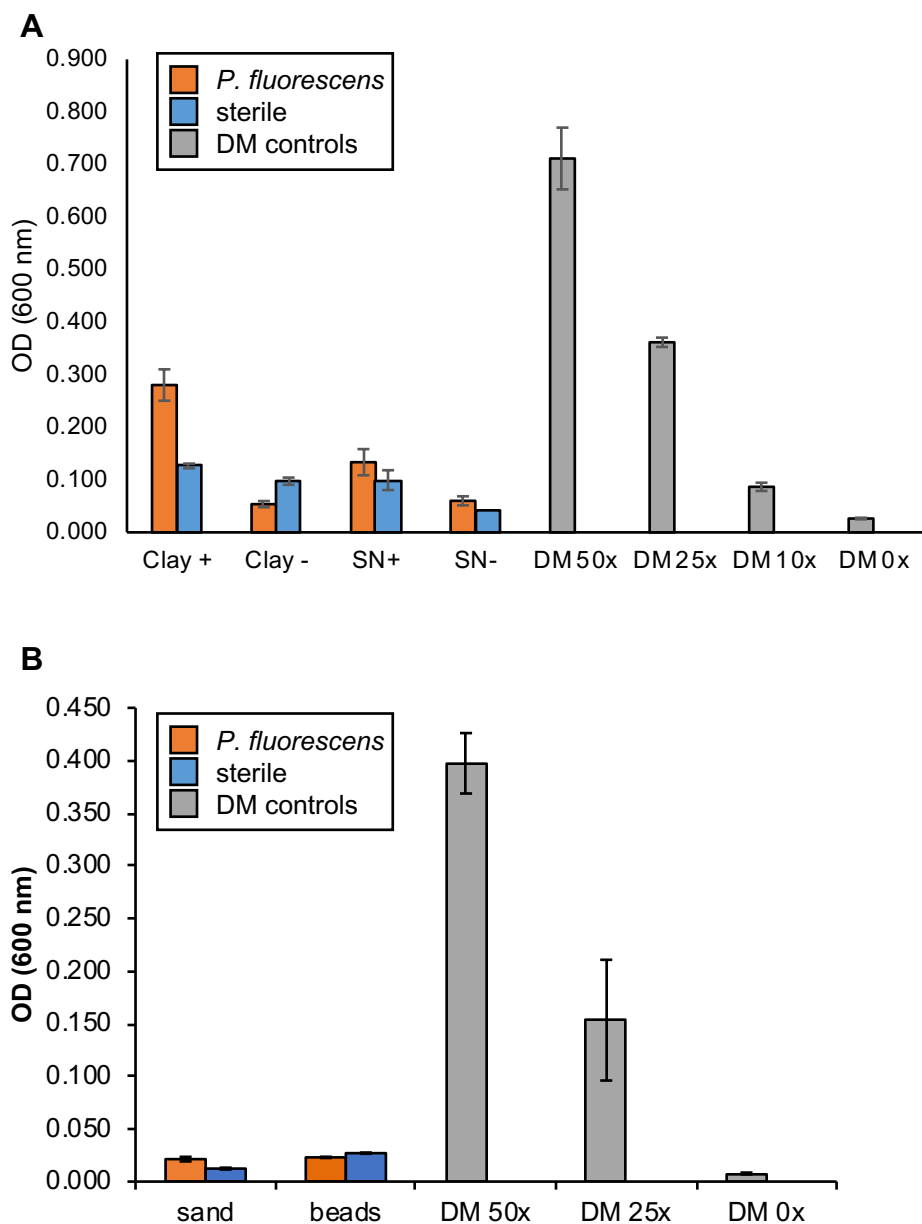 A
0.900
0.800
0.700
0.600
0.500
0.400
0.300
0.200
0.100
0.000
OD (600 nm)
P. fluorescens
sterile
DM controls
Clay + Clay - SN+ SN- DM 50x DM 25x DM 10x DM 0x
B
0.450
0.400
0.350
0.300
0.250
0.200
0.150
0.100
0.050
0.000
OD (600 nm)
P. fluorescens
sterile
DM controls
sand beads DM 50x DM 25x DM 0x